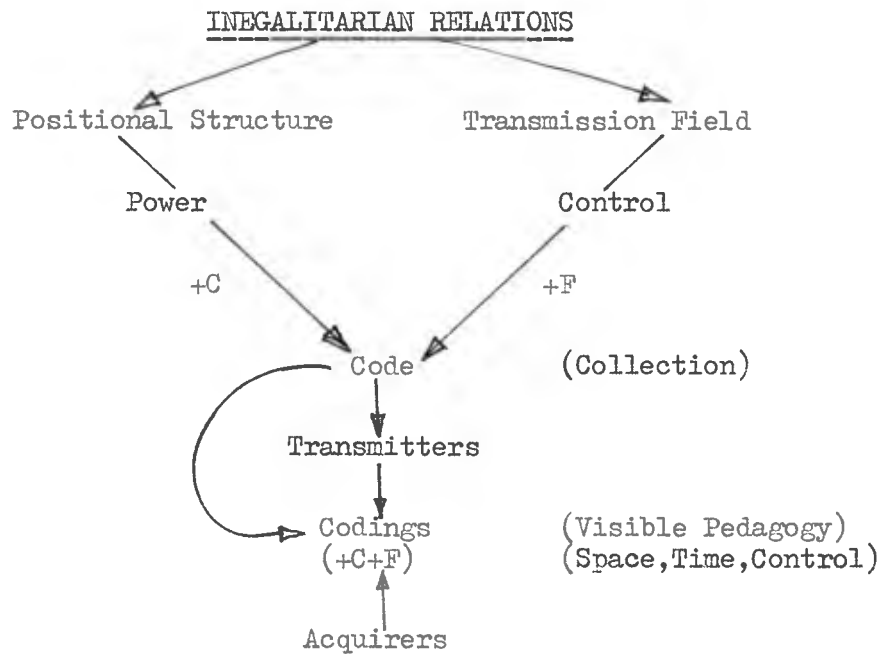 INEGALITARIAN RELATIONS
Positional Structure Transmission Field
Power Control
+C +F
Code (Collection)
Transmitters
Codings (Visible Pedagogy)
(+C+F) (Space,Time,Control)
Acquirers